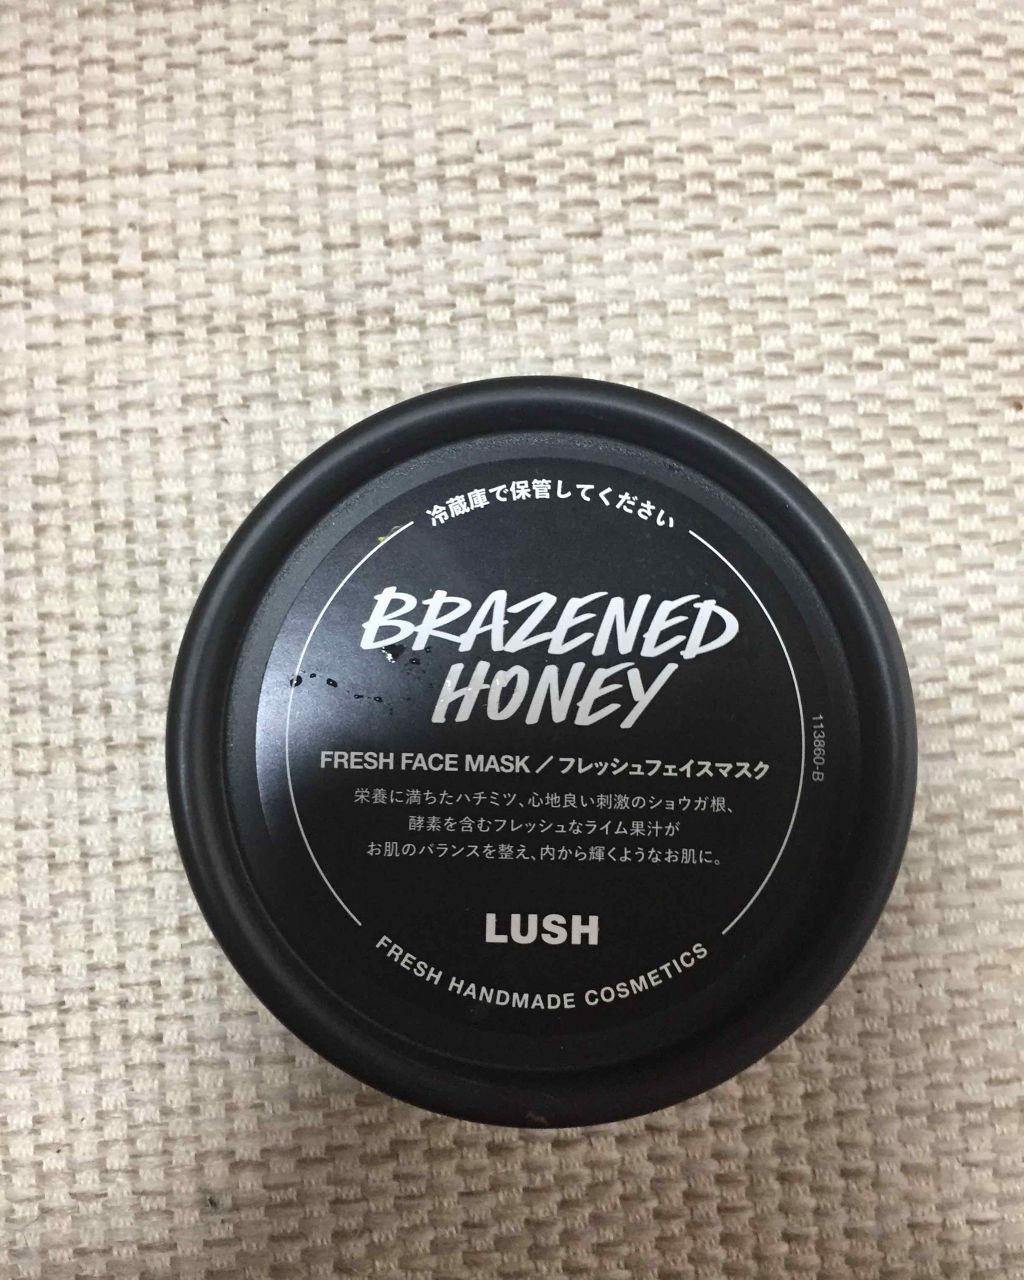 冷蔵庫で保管してください
BRAZENED
HONEY
FRESH FACE MASK／フレッシュフェイスマスク
栄養に満ちたハチミツ、心地良い刺激のショウガ根、
酵素を含むフレッシュなライム果汁が
お肌のバランスを整え、内から輝くようなお肌に。
113860-B
LUSH
FRESH HANDMADE COSMETICS